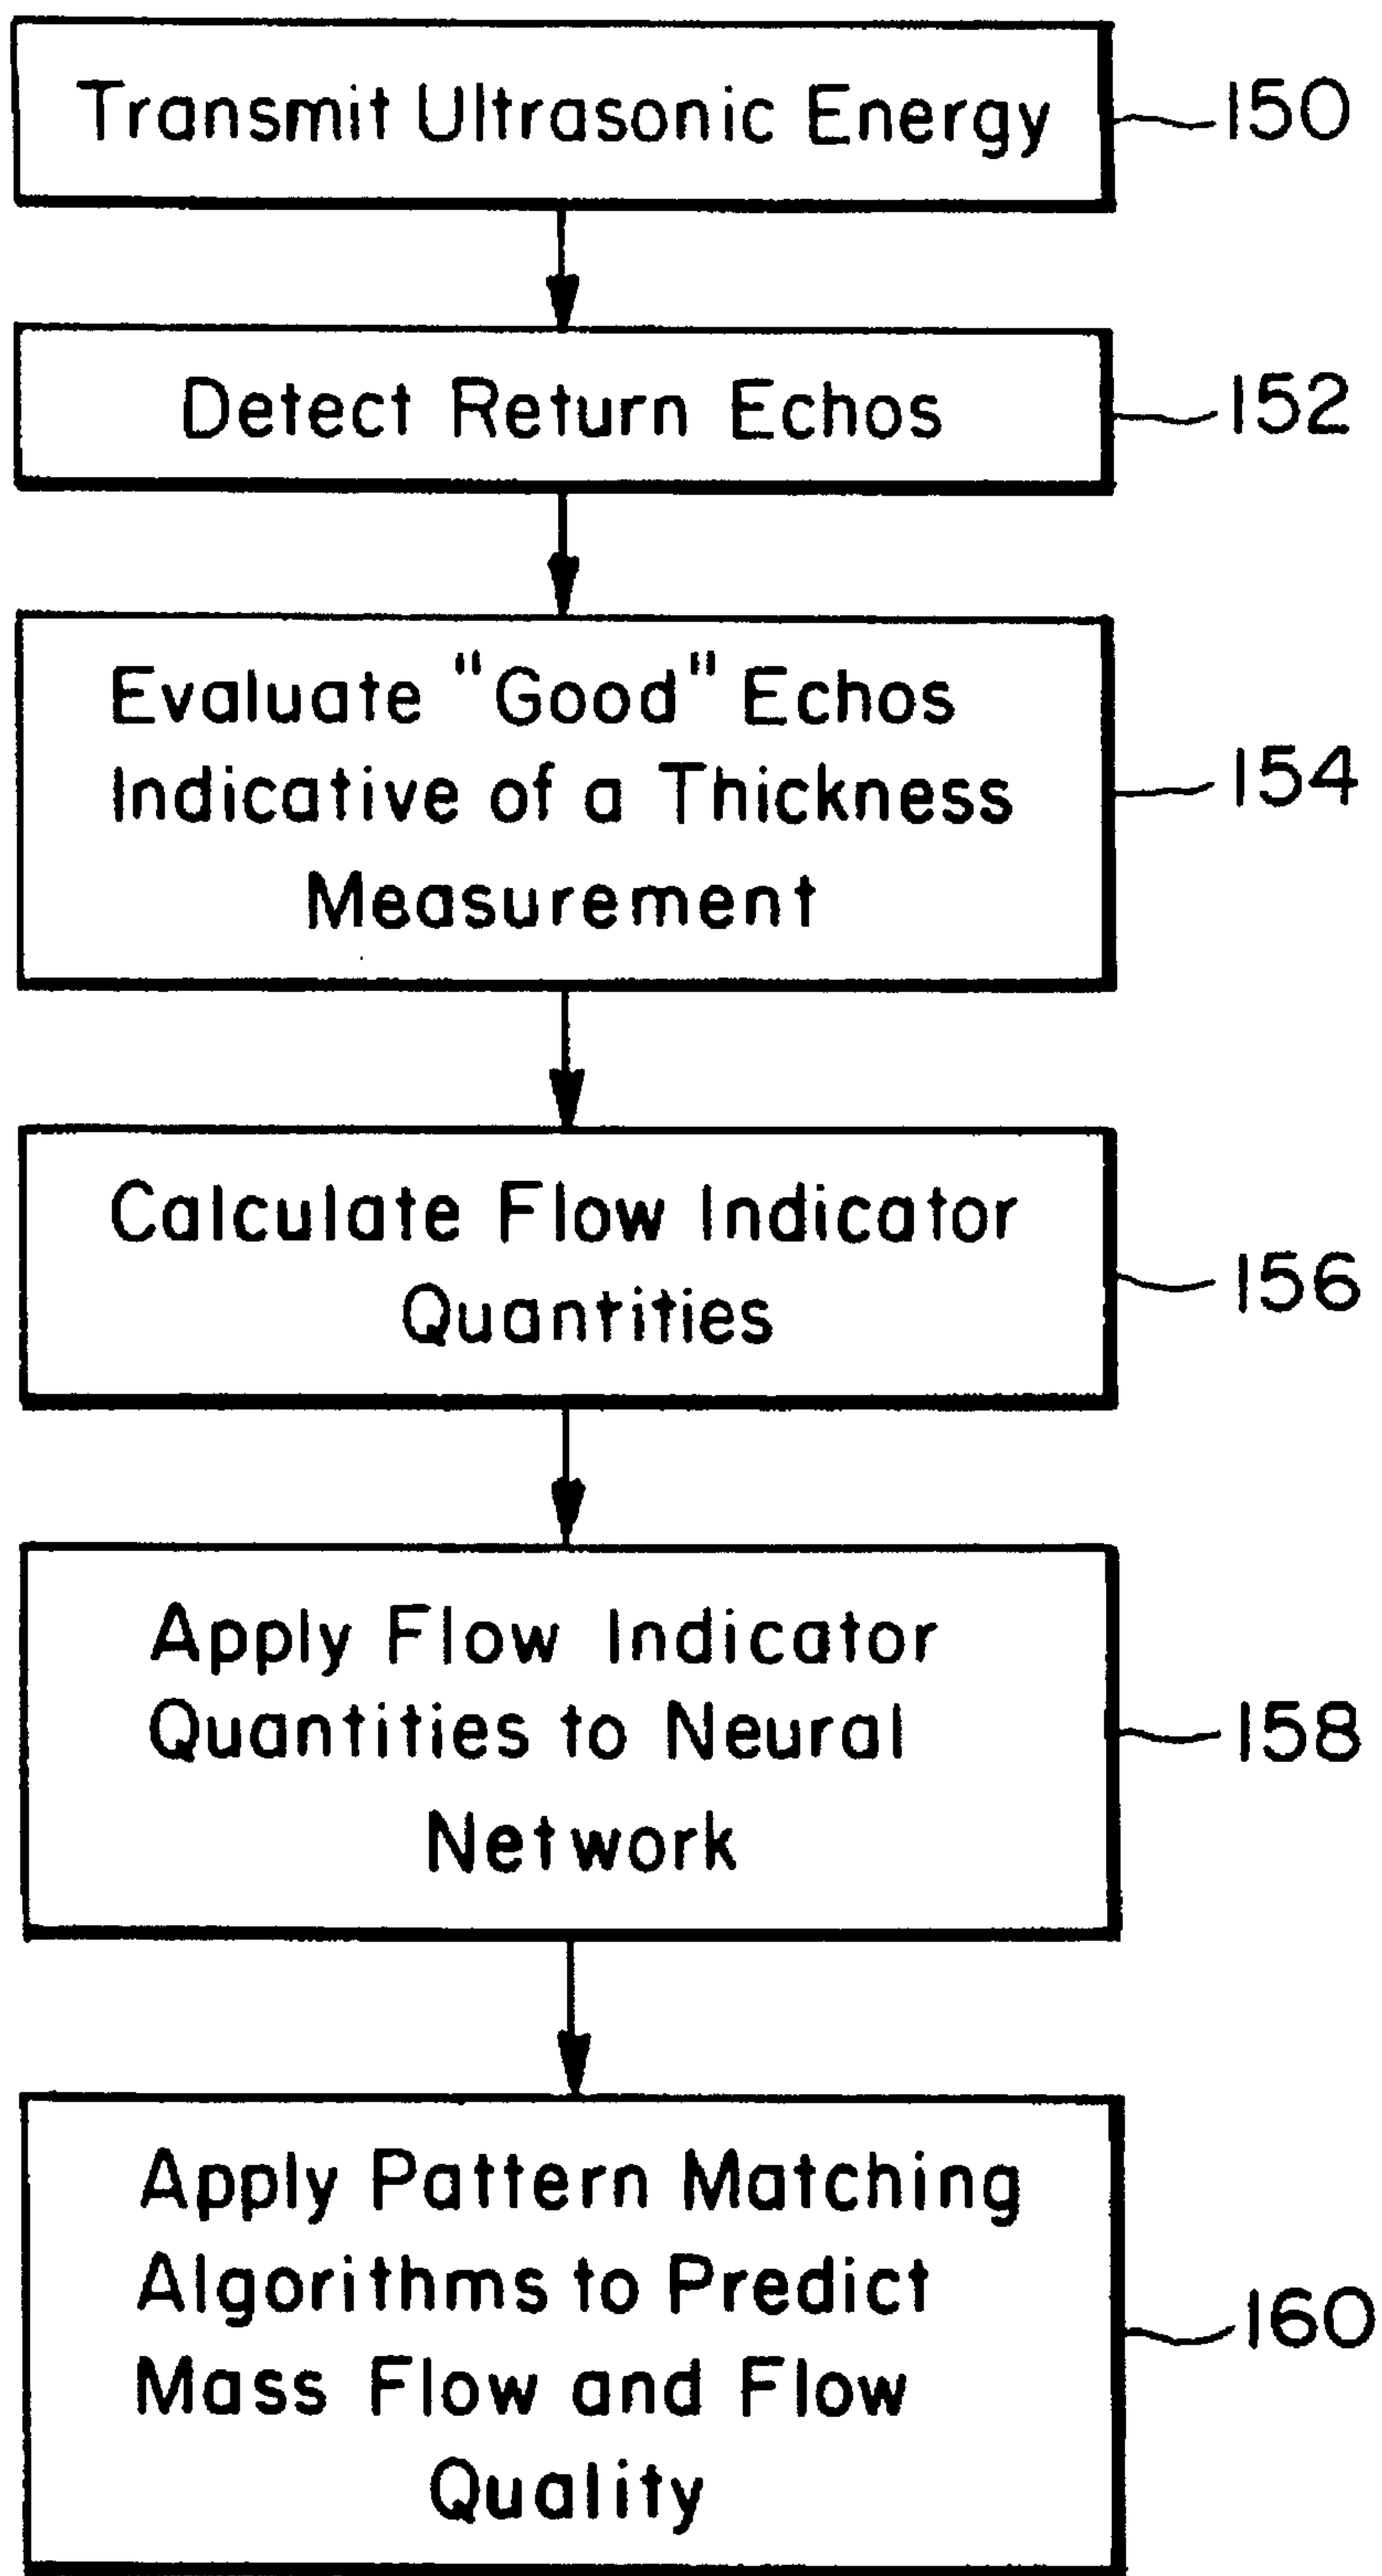 Transmit Ultrasonic Energy
150
Detect Return Echos
152
Evaluate "Good" Echos
Indicative of a Thickness
Measurement
154
Calculate Flow Indicator
Quantities
156
Apply Flow Indicator
Quantities to Neural
Network
158
Apply Pattern Matching
Algorithms to Predict
Mass Flow and Flow
Quality
160